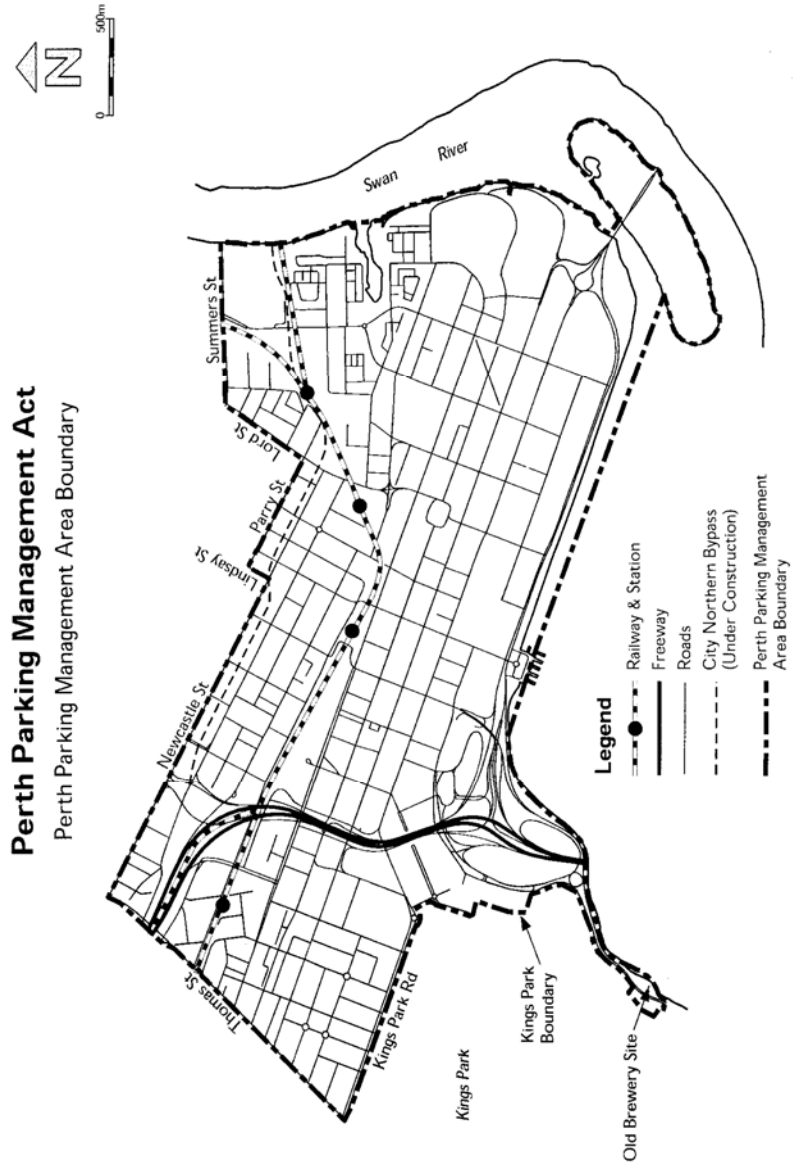 Perth Parking Management Act
Perth Parking Management Area Boundary
N
0
500m
Summers St
Lord St
Parry St
Lindsay St
Newcastle St
Thomas St
Kings Park Rd
Swan
River
Kings Park
Kings Park
Boundary
Old Brewery Site
Legend
Railway & Station
Freeway
Roads
City Northern Bypass
(Under Construction)
Perth Parking Management
Area Boundary